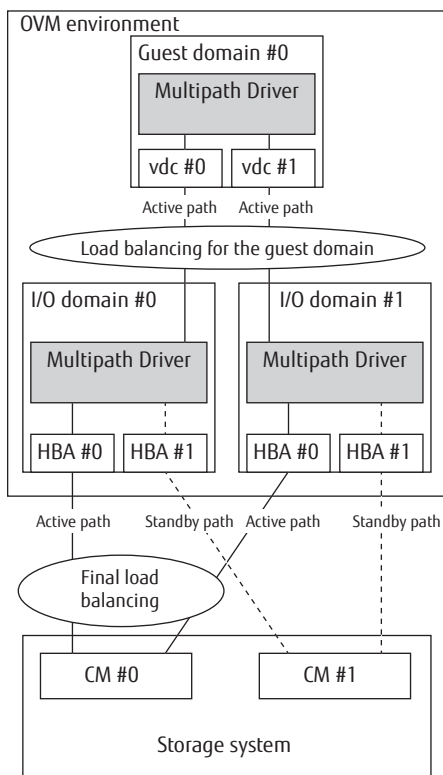 OVM environment
Guest domain #0
Multipath Driver
vdc #0
vdc #1
Active path
Active path
Load balancing for the guest domain
I/O domain #0
I/O domain #1
Multipath Driver
Multipath Driver
HBA #0
HBA #1
HBA #0
HBA #1
Active path
Standby path
Active path
Standby path
Final load
balancing
CM #0
CM #1
Storage system